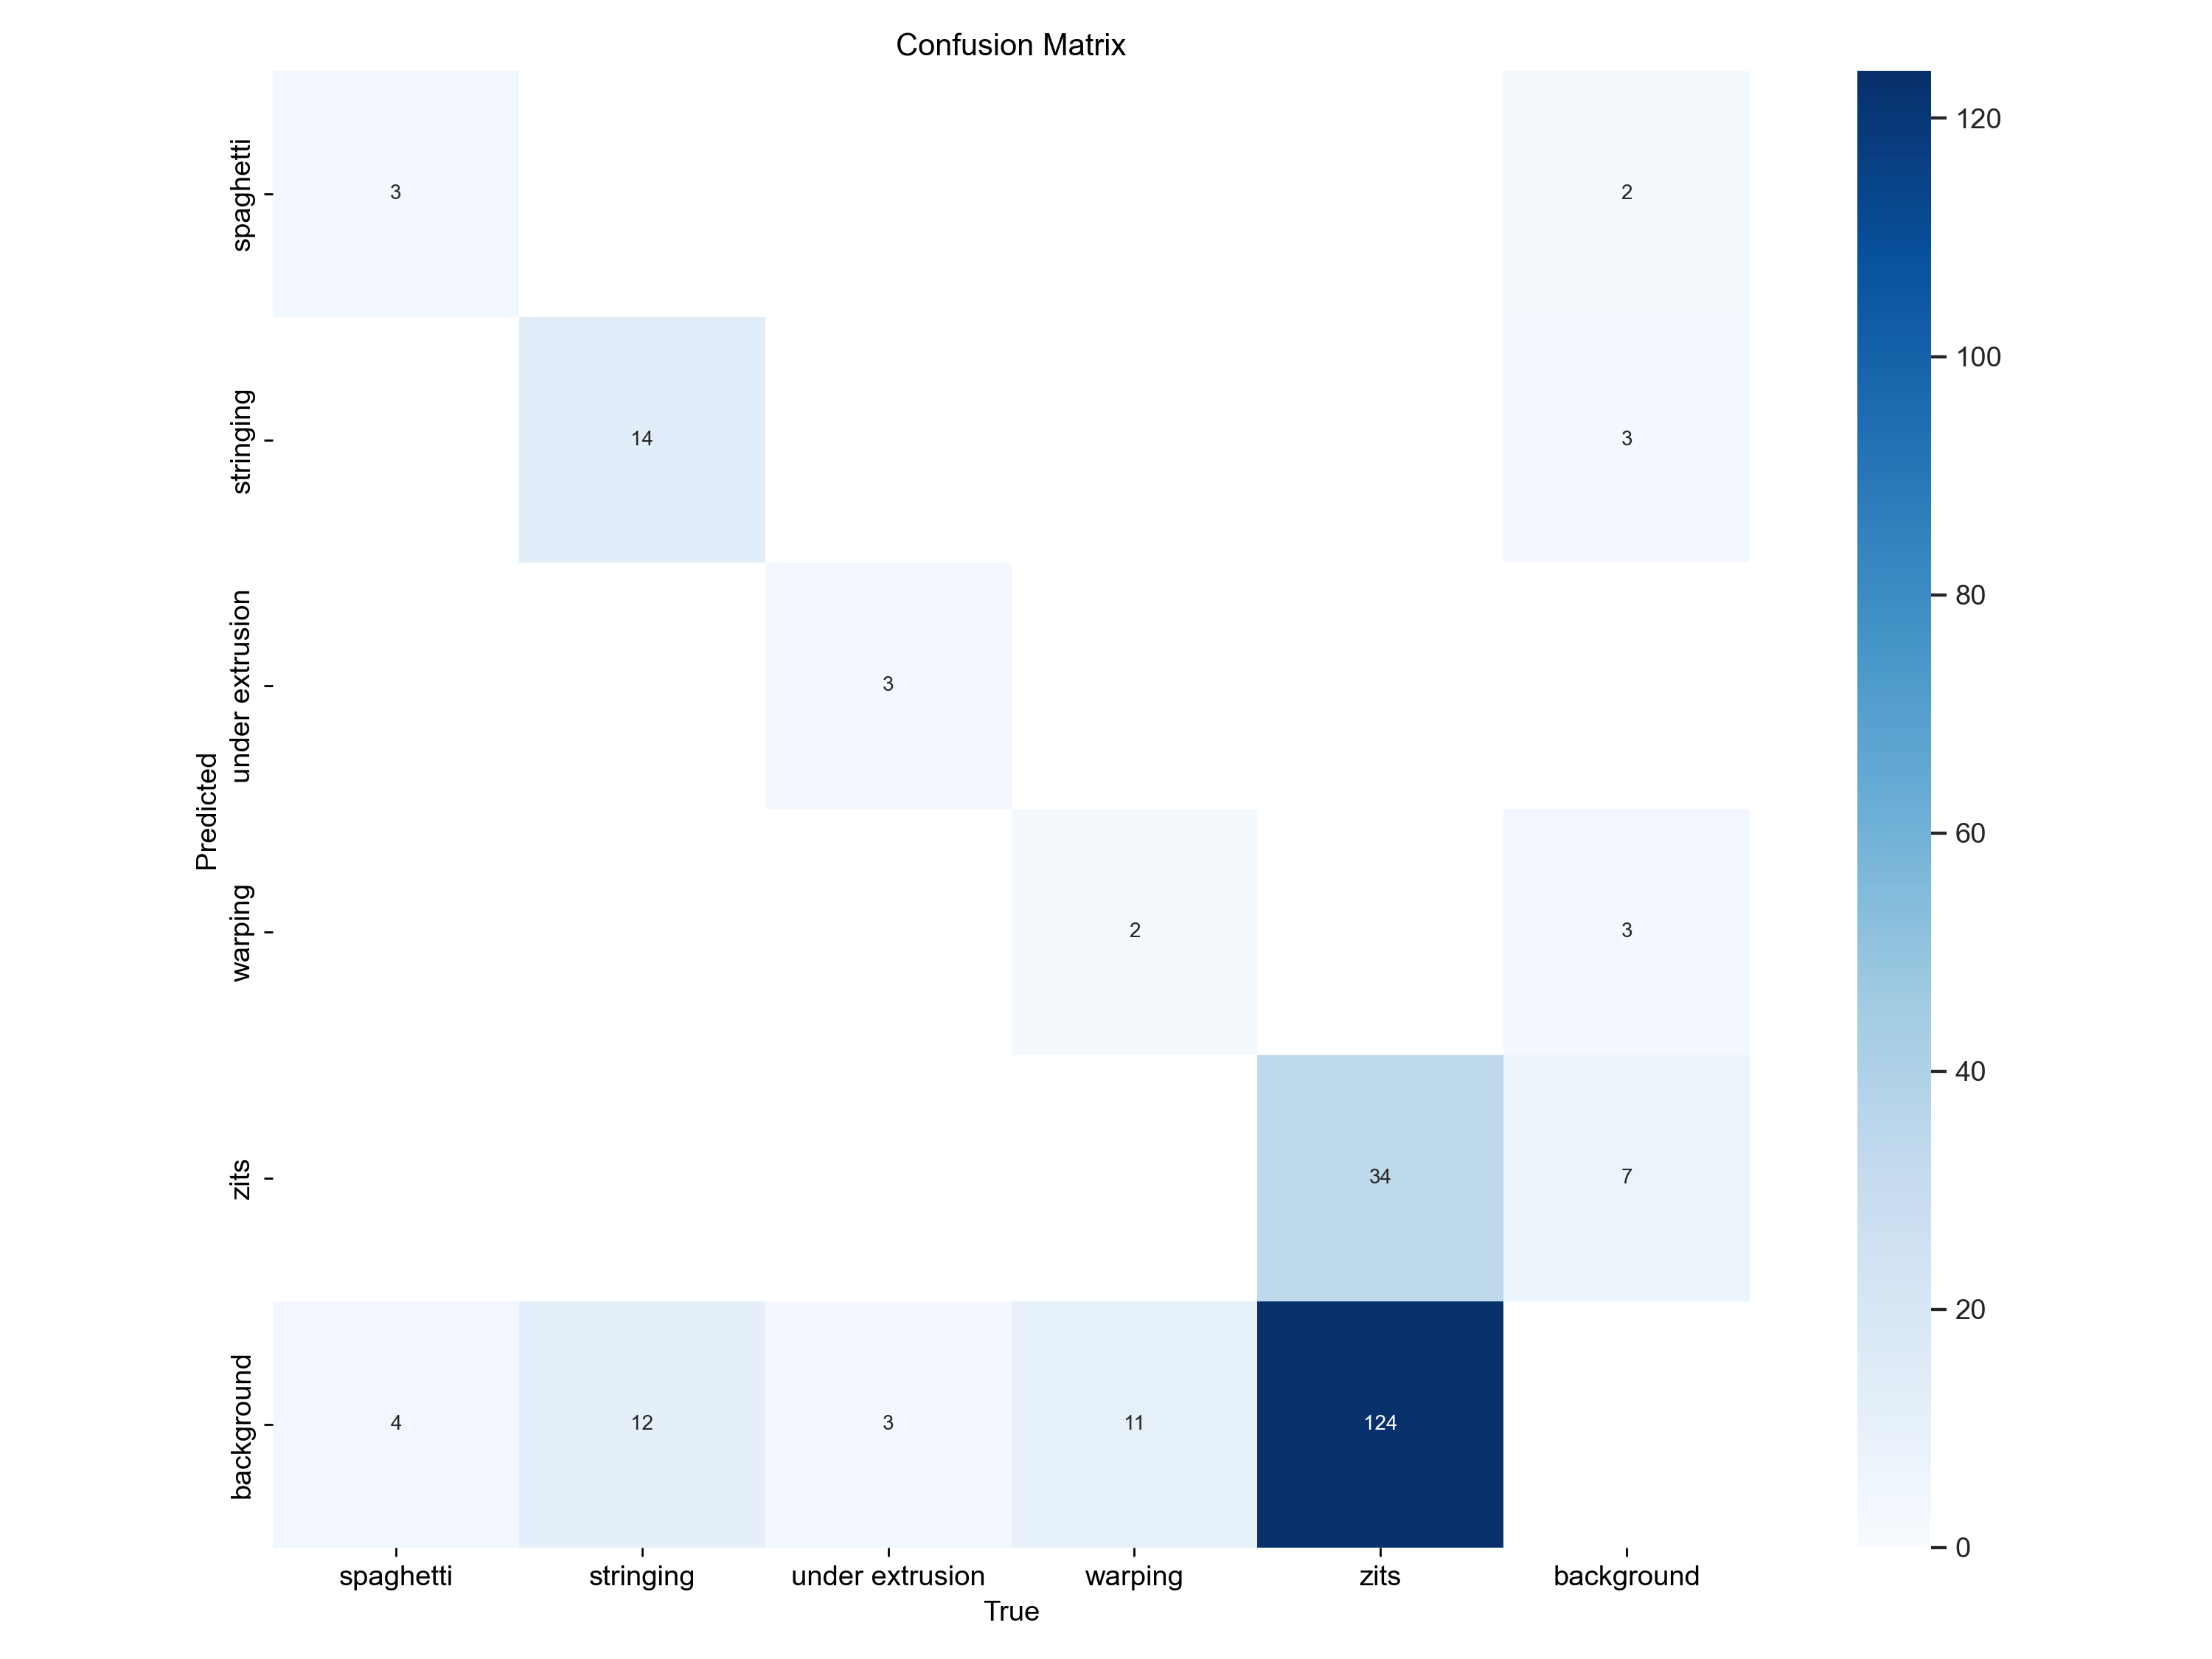 Confusion Matrix
spaghetti
3
2
stringing
14
3
under extrusion
3
warping
2
3
zits
34
7
background
4
12
3
11
124
Predicted
spaghetti
stringing
under extrusion
warping
zits
background
True
120
100
80
60
40
20
0